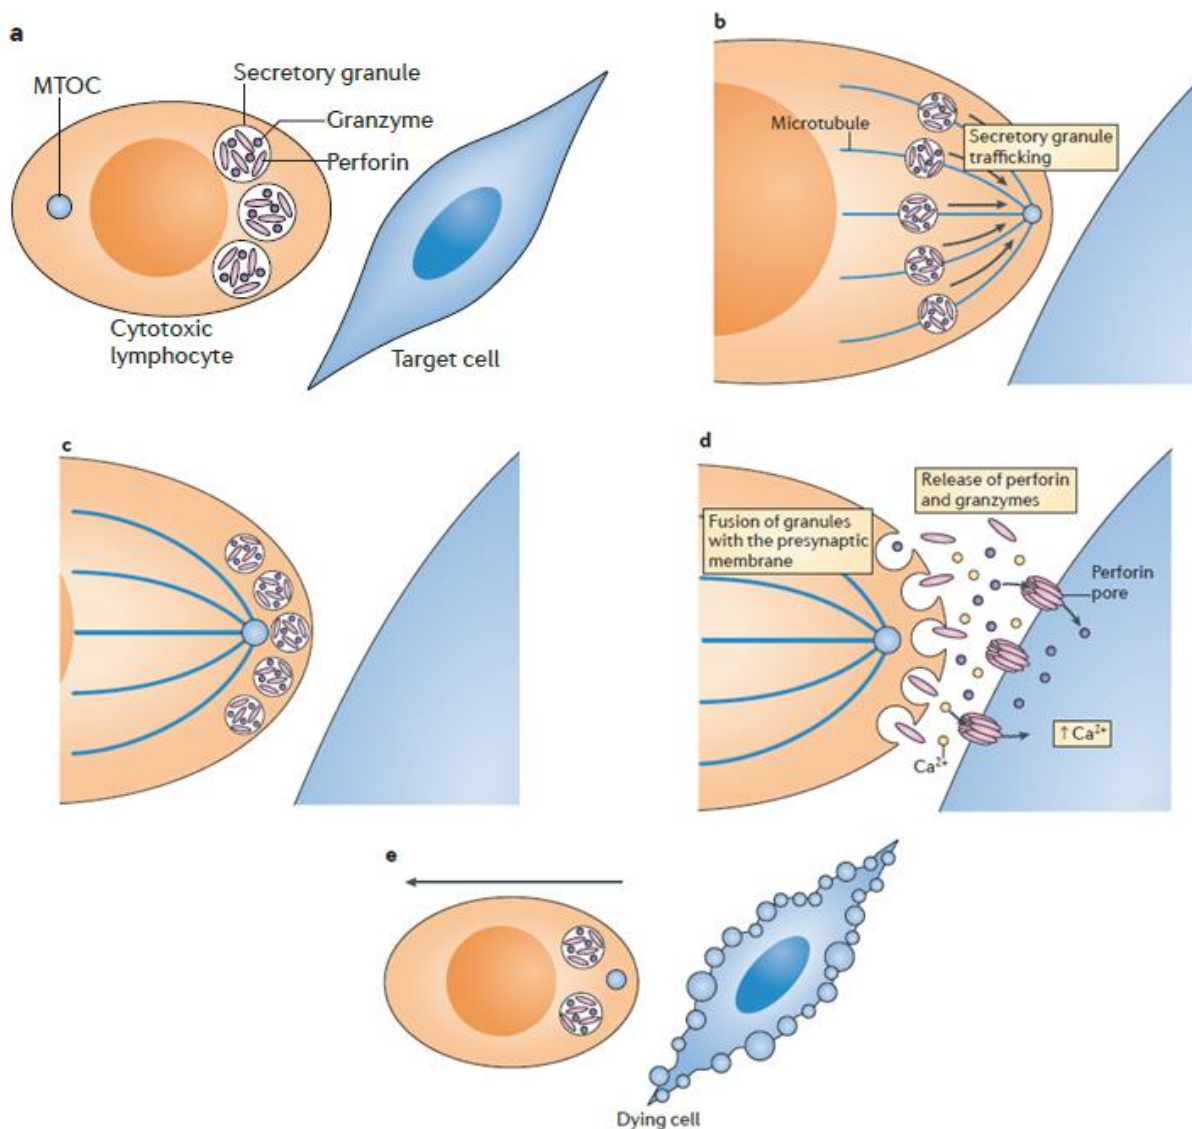 a
MTOC
Secretory granule
Granzyme
Perforin
Cytotoxic
lymphocyte
Target cell
b
Microtubule
Secretory granule
trafficking
c
d
Release of perforin
and granzymes
Fusion of granules
with the presynaptic
membrane
Perforin
pore
↑ Ca²⁺
Ca²⁺
e
Dying cell